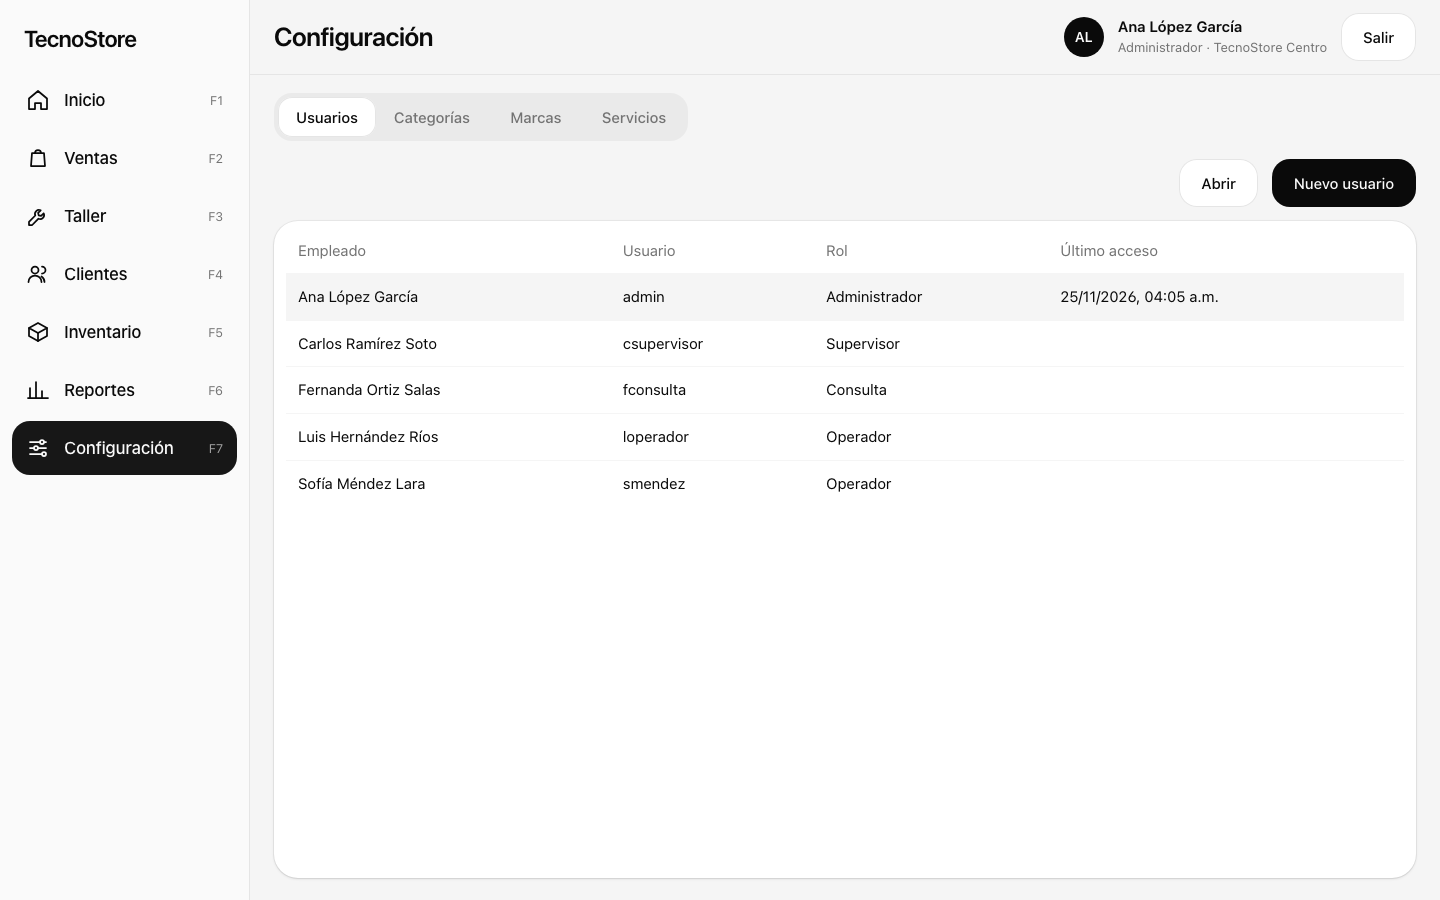 TecnoStore
Inicio F1
Ventas F2
Taller F3
Clientes F4
Inventario F5
Reportes F6
Configuración F7
Configuración
AL
Ana López García
Administrador · TecnoStore Centro
Salir
Usuarios Categorías Marcas Servicios
Abrir Nuevo usuario
Empleado Usuario Rol Último acceso
Ana López García admin Administrador 25/11/2026, 04:05 a.m.
Carlos Ramírez Soto csupervisor Supervisor
Fernanda Ortiz Salas fconsulta Consulta
Luis Hernández Ríos loperador Operador
Sofía Méndez Lara smendez Operador